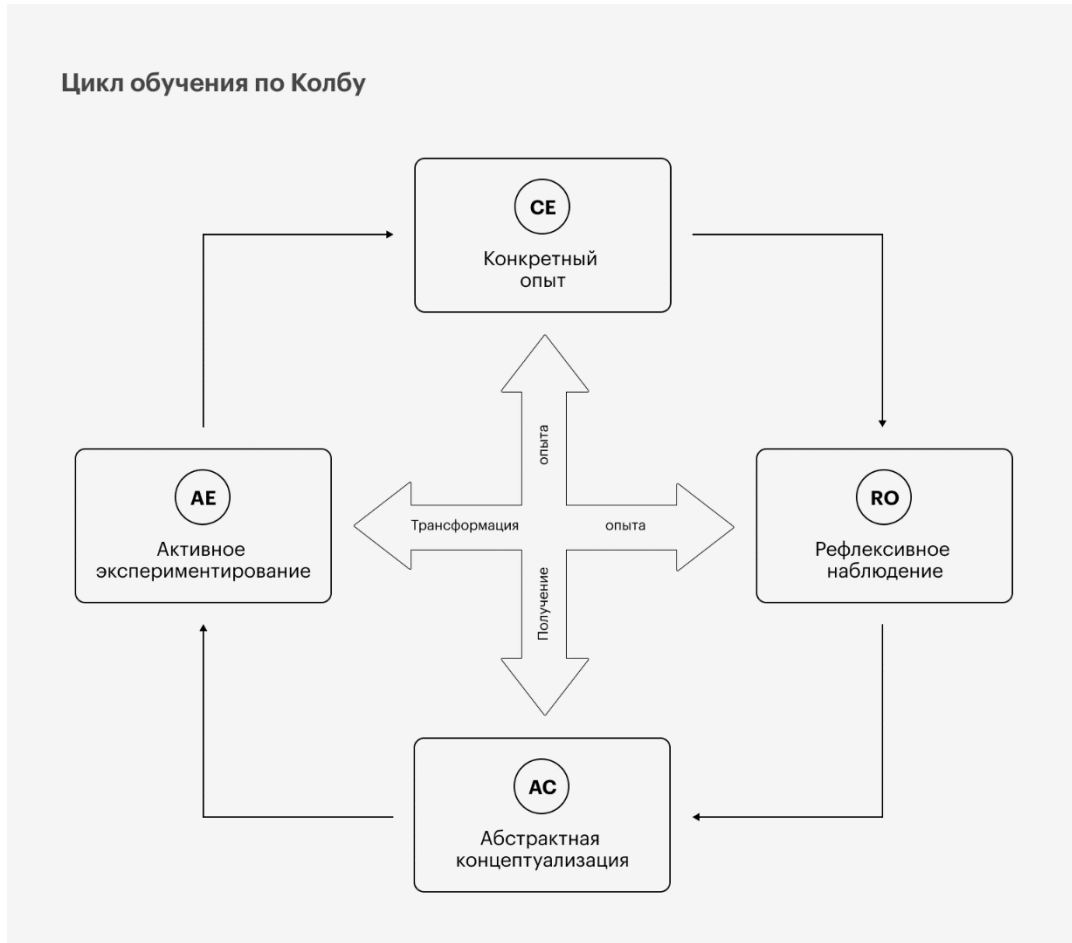 Цикл обучения по Колбу
CE
Конкретный
опыт
опыта
AE
Активное
экспериментирование
Трансформация
опыта
RO
Рефлексивное
наблюдение
Получение
AC
Абстрактная
концептуализация